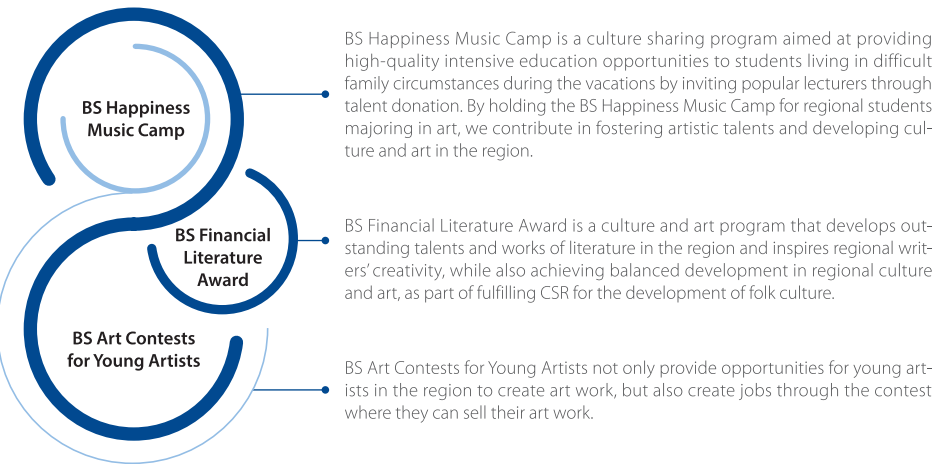 BS Happiness
Music Camp
BS Happiness Music Camp is a culture sharing program aimed at providing
high-quality intensive education opportunities to students living in difficult
family circumstances during the vacations by inviting popular lecturers through
talent donation. By holding the BS Happiness Music Camp for regional students
majoring in art, we contribute in fostering artistic talents and developing cul-
ture and art in the region.
BS Financial
Literature
Award
BS Financial Literature Award is a culture and art program that develops out-
standing talents and works of literature in the region and inspires regional writ-
ers’ creativity, while also achieving balanced development in regional culture
and art, as part of fulfilling CSR for the development of folk culture.
BS Art Contests
for Young Artists
BS Art Contests for Young Artists not only provide opportunities for young art-
ists in the region to create art work, but also create jobs through the contest
where they can sell their art work.